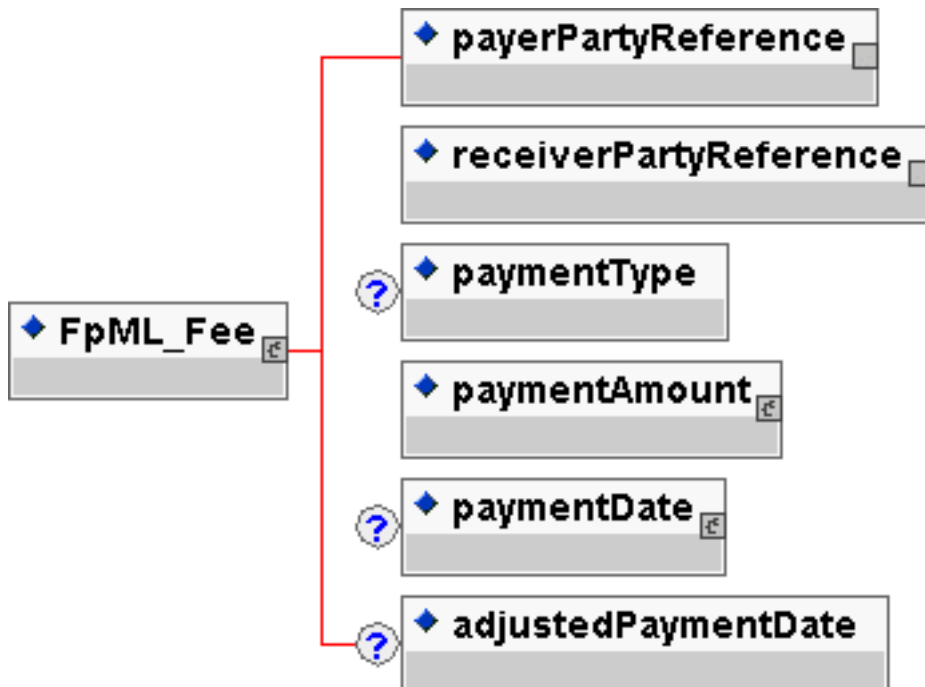 payerPartyReference
receiverPartyReference
?
paymentType
FpML_Fee
paymentAmount
?
paymentDate
?
adjustedPaymentDate